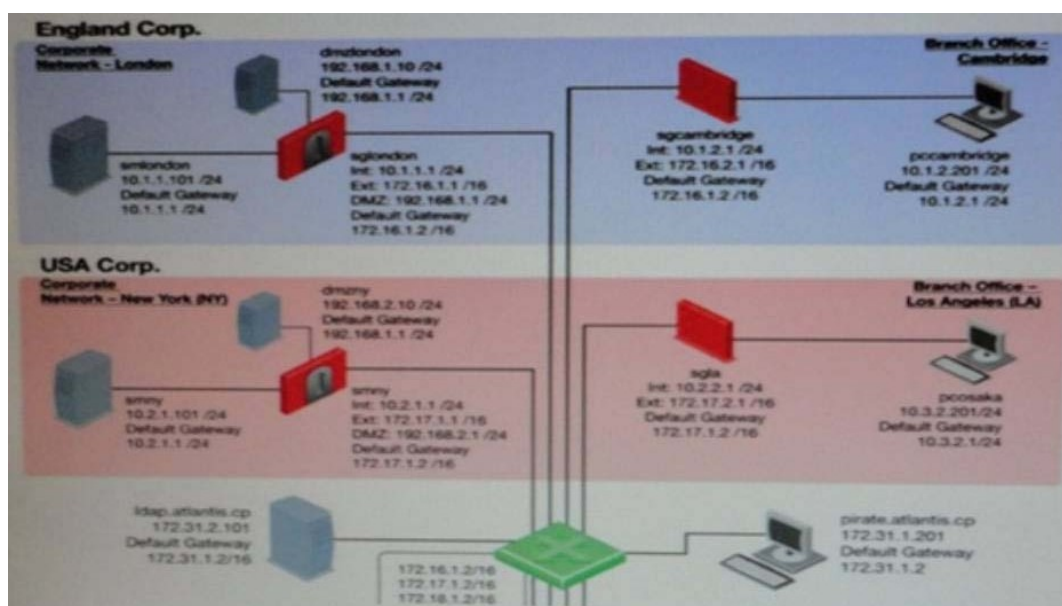 England Corp.
Corporate
Network - London
dmzlondon
192.168.1.10 /24
Default Gateway
192.168.1.1 /24
smlondon
10.1.1.101 /24
Default Gateway
10.1.1.1 /24
sglondon
Int: 10.1.1.1 /24
Ext: 172.16.1.1 /16
DMZ: 192.168.1.1 /24
Default Gateway
172.16.1.2 /16
sgcambridge
Int: 10.1.2.1 /24
Ext: 172.16.2.1 /16
Default Gateway
172.16.1.2 /16
Branch Office -
Cambridge
pccambridge
10.1.2.201 /24
Default Gateway
10.1.2.1 /24
USA Corp.
Corporate
Network – New York (NY)
dmzny
192.168.2.10 /24
Default Gateway
192.168.1.1 /24
smny
10.2.1.101 /24
Default Gateway
10.2.1.1 /24
smny
Int: 10.2.1.1 /24
Ext: 172.17.1.1 /16
DMZ: 192.168.2.1 /24
Default Gateway
172.17.1.2 /16
sgla
Int: 10.2.2.1 /24
Ext: 172.17.2.1 /16
Default Gateway
172.17.1.2 /16
Branch Office –
Los Angeles (LA)
pcosaka
10.3.2.201/24
Default Gateway
10.3.2.1/24
ldap.atlantis.cp
172.31.2.101
Default Gateway
172.31.1.2/16
172.16.1.2/16
172.17.1.2/16
172.18.1.2/16
pirate.atlantis.cp
172.31.1.201
Default Gateway
172.31.1.2